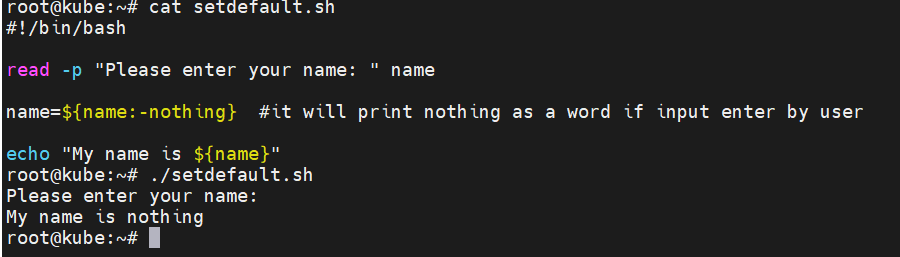 root@kube:~# cat setdefault.sh
#!/bin/bash
read -p "Please enter your name: " name
name=${name:-nothing}  #it will print nothing as a word if input enter by user
echo "My name is ${name}"
root@kube:~# ./setdefault.sh
Please enter your name:
My name is nothing
root@kube:~#